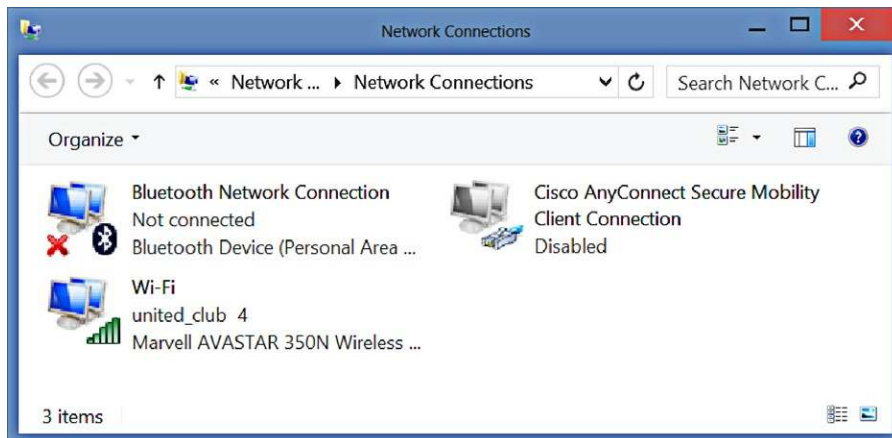 Network Connections
« Network ... Network Connections
Search Network C...
Organize
Bluetooth Network Connection
Not connected
Bluetooth Device (Personal Area ...
Cisco AnyConnect Secure Mobility
Client Connection
Disabled
Wi-Fi
united_club 4
Marvell AVASTAR 350N Wireless ...
3 items